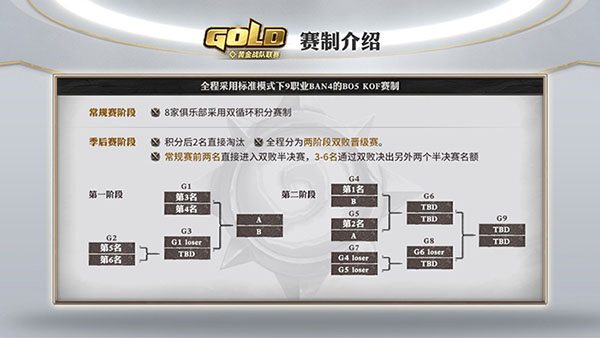 GOLD
黄金战队联赛
赛制介绍
全程采用标准模式下9职业BAN4的BO5 KOF赛制
常规赛阶段
8家俱乐部采用双循环积分赛制
季后赛阶段
积分后2名直接淘汰 全程分为两阶段双败晋级赛。
常规赛前两名直接进入双败半决赛，3-6名通过双败决出另外两个半决赛名额
第一阶段
G1
第3名
第4名
G2
第5名
第6名
G3
G1 loser
TBD
A
B
第二阶段
G4
第1名
B
G5
第2名
A
G7
G4 loser
G5 loser
G6
TBD
TBD
G8
G6 loser
TBD
G9
TBD
TBD